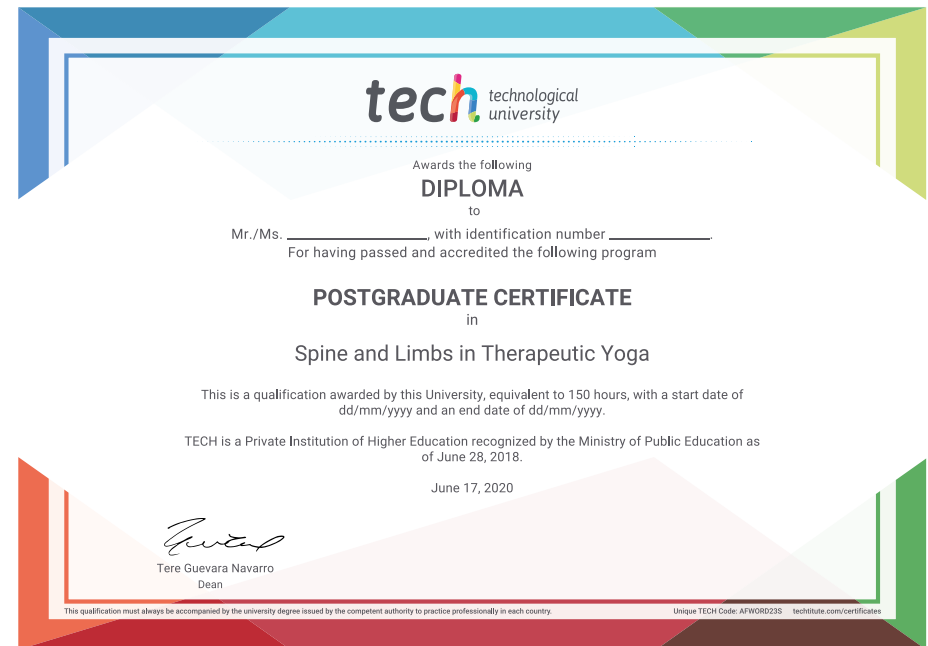 tech technological
university
Awards the following
DIPLOMA
to
Mr./Ms. ____________________, with identification number ______________.
For having passed and accredited the following program
POSTGRADUATE CERTIFICATE
in
Spine and Limbs in Therapeutic Yoga
This is a qualification awarded by this University, equivalent to 150 hours, with a start date of
dd/mm/yyyy and an end date of dd/mm/yyyy.
TECH is a Private Institution of Higher Education recognized by the Ministry of Public Education as
of June 28, 2018.
June 17, 2020
Tere Guevara Navarro
Dean
This qualification must always be accompanied by the university degree issued by the competent authority to practice professionally in each country.
Unique TECH Code: AFWORD23S techtitute.com/certificates